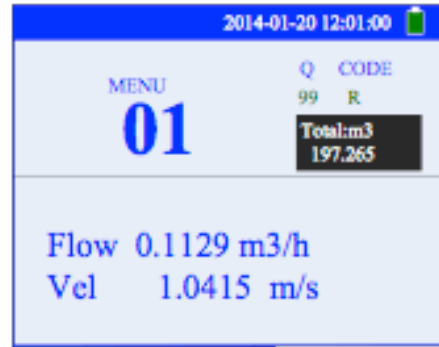 2014-01-20 12:01:00
Q CODE
MENU
99 R
01
Total:m3
197.265
Flow 0.1129 m3/h
Vel 1.0415 m/s